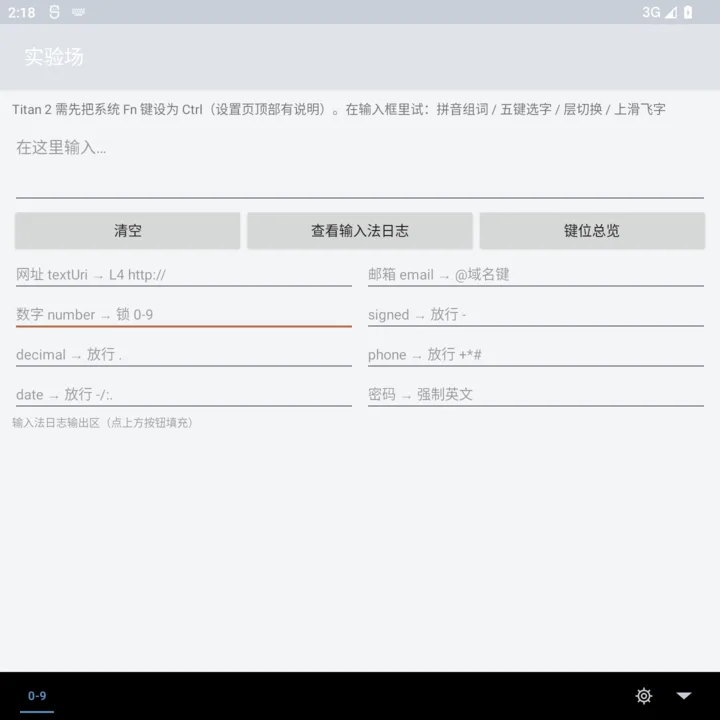 2:18 3G
实验场
Titan 2 需先把系统 Fn 键设为 Ctrl（设置页顶部有说明）。在输入框里试：拼音组词 / 五键选字 / 层切换 / 上滑飞字
在这里输入...
清空 查看输入法日志 键位总览
网址 textUri → L4 http:// 邮箱 email → @域名键
数字 number → 锁 0-9 signed → 放行 -
decimal → 放行 . phone → 放行 +*#
date → 放行 -/:. 密码 → 强制英文
输入法日志输出区（点上方按钮填充）
0-9